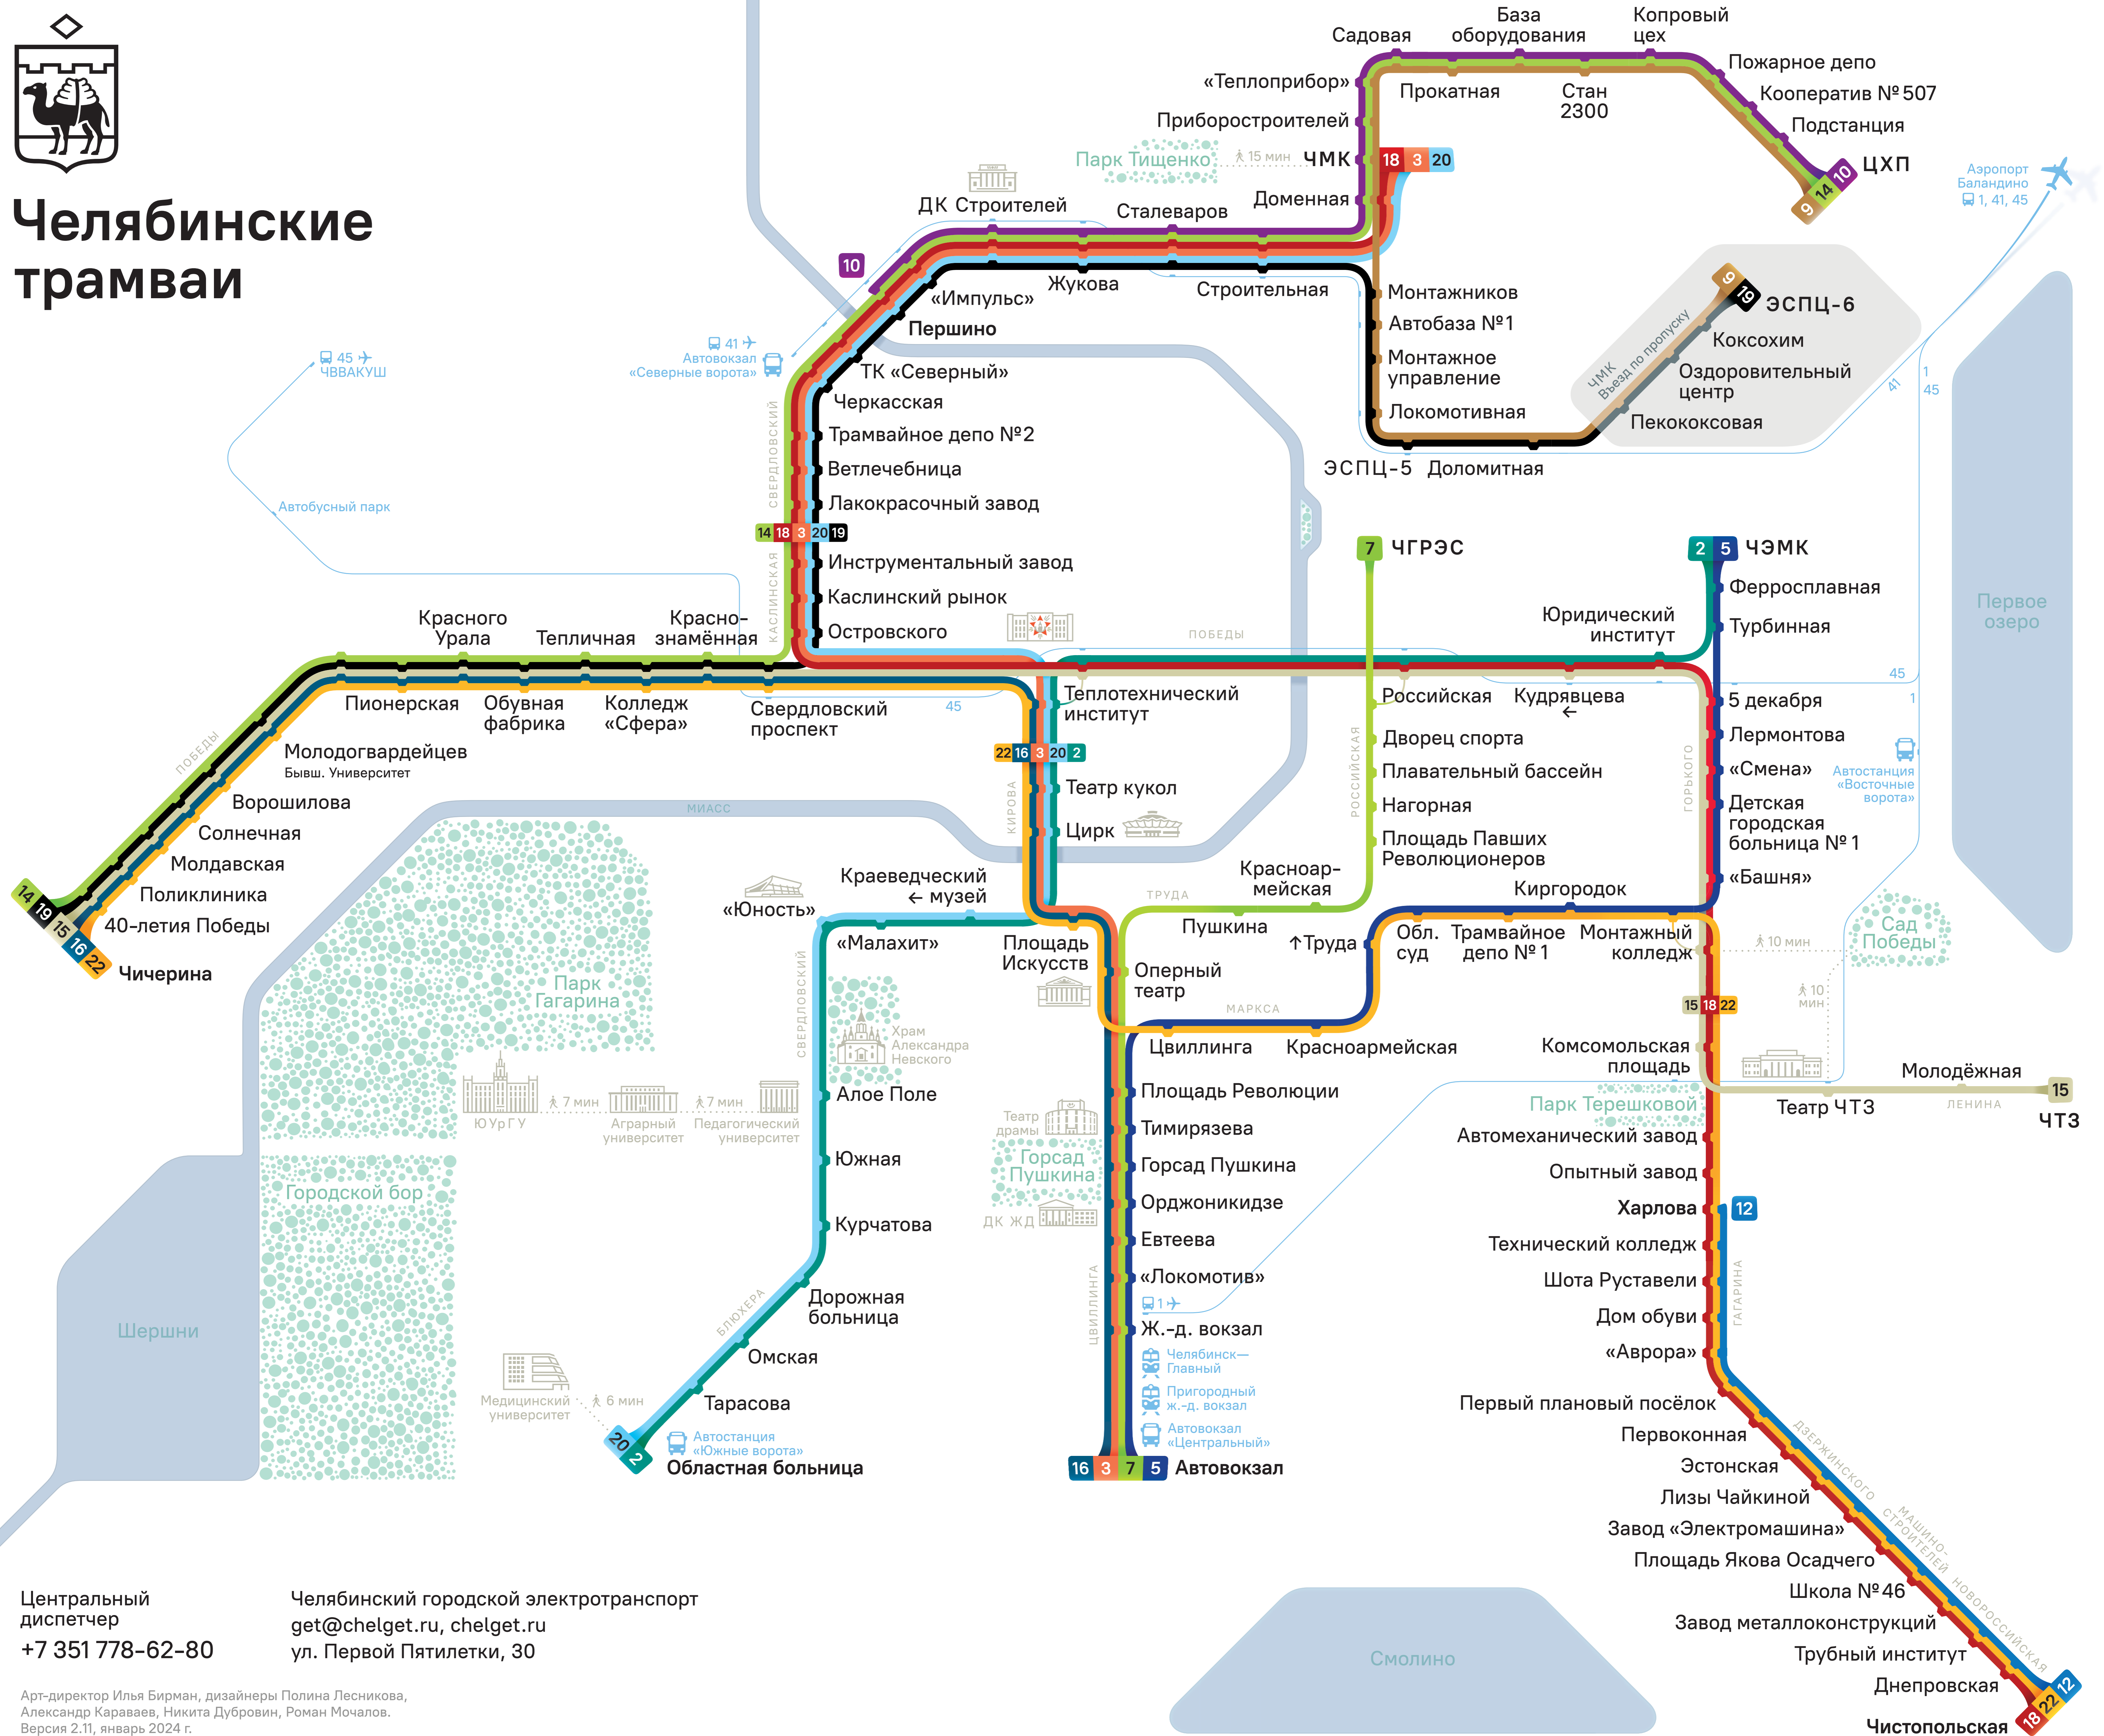 Челябинские
трамваи
Садовая
База
оборудования
Копровый
цех
«Теплоприбор»
Прокатная
Стан
2300
Пожарное депо
Кооператив № 507
Подстанция
ЦХП
9 14 10
Приборостроителей
Парк Тищенко
15 мин
ЧМК
18 3 20
Доменная
Аэропорт
Баландино
1, 41, 45
ДК Строителей
Сталеваров
10
«Импульс»
Жукова
Строительная
Першино
41
Автовокзал
«Северные ворота»
45
ЧВВАКУШ
Автобусный парк
ТК «Северный»
Черкасская
Трамвайное депо № 2
Ветлечебница
Лакокрасочный завод
СВЕРДЛОВСКИЙ
14 18 3 20 19
КАСЛИНСКАЯ
Инструментальный завод
Каслинский рынок
Островского
Монтажников
Автобаза № 1
Монтажное
управление
Локомотивная
ЭСПЦ-5
Доломитная
9 19
ЭСПЦ-6
ЧМК
Въезд по пропуску
Коксохим
Оздоровительный
центр
Пекококсовая
41
1
45
Первое
озеро
7
ЧГРЭС
2 5
ЧЭМК
Ферросплавная
Турбинная
Юридический
институт
ПОБЕДЫ
Красного
Урала
Тепличная
Красно-
знамённая
Пионерская
Обувная
фабрика
Колледж
«Сфера»
Свердловский
проспект
45
Теплотехнический
институт
Российская
Кудрявцева
←
5 декабря
45
1
Лермонтова
«Смена»
Детская
городская
больница № 1
«Башня»
Автостанция
«Восточные
ворота»
ГОРЬКОГО
ПОБЕДЫ
Молодогвардейцев
Бывш. Университет
Ворошилова
Солнечная
Молдавская
Поликлиника
40-летия Победы
14 19 15 16 22
Чичерина
22 16 3 20 2
КИРОВА
Театр кукол
Цирк
МИАСС
РОССИЙСКАЯ
Дворец спорта
Плавательный бассейн
Нагорная
Площадь Павших
Революционеров
Краеведческий
← музей
«Юность»
«Малахит»
Площадь
Искусств
ТРУДА
Красноар-
мейская
Пушкина
Оперный
театр
↑Труда
Киргородок
Обл.
суд
Трамвайное
депо № 1
Монтажный
колледж
10 мин
Сад
Победы
10
мин
15 18 22
МАРКСА
Цвиллинга
Красноармейская
Парк
Гагарина
СВЕРДЛОВСКИЙ
Храм
Александра
Невского
ЮУрГУ
7 мин
Аграрный
университет
7 мин
Педагогический
университет
Городской бор
Шершни
Алое Поле
Южная
Курчатова
Дорожная
больница
БЛЮХЕРА
Омская
Тарасова
Медицинский
университет
6 мин
20 2
Автостанция
«Южные ворота»
Областная больница
Площадь Революции
Театр
драмы
Тимирязева
Горсад
Пушкина
Горсад Пушкина
ДК ЖД
Орджоникидзе
Евтеева
«Локомотив»
ЦВИЛЛИНГА
1
Ж.-д. вокзал
Челябинск—
Главный
Пригородный
ж.-д. вокзал
Автовокзал
«Центральный»
16 3 7 5
Автовокзал
Комсомольская
площадь
Парк Терешковой
Театр ЧТЗ
Молодёжная
ЛЕНИНА
15
ЧТЗ
Автомеханический завод
Опытный завод
Харлова
12
Технический колледж
Шота Руставели
ГАГАРИНА
Дом обуви
«Аврора»
Первый плановый посёлок
Первоконная
Эстонская
Лизы Чайкиной
Завод «Электромашина»
Площадь Якова Осадчего
Школа № 46
Завод металлоконструкций
Трубный институт
Днепровская
Чистопольская
18 22 12
ДЗЕРЖИНСКОГО
МАШИНО-
СТРОИТЕЛЕЙ
НОВОРОССИЙСКАЯ
Смолино
Центральный
диспетчер
+7 351 778-62-80
Челябинский городской электротранспорт
get@chelget.ru, chelget.ru
ул. Первой Пятилетки, 30
Арт-директор Илья Бирман, дизайнеры Полина Лесникова,
Александр Караваев, Никита Дубровин, Роман Мочалов.
Версия 2.11, январь 2024 г.